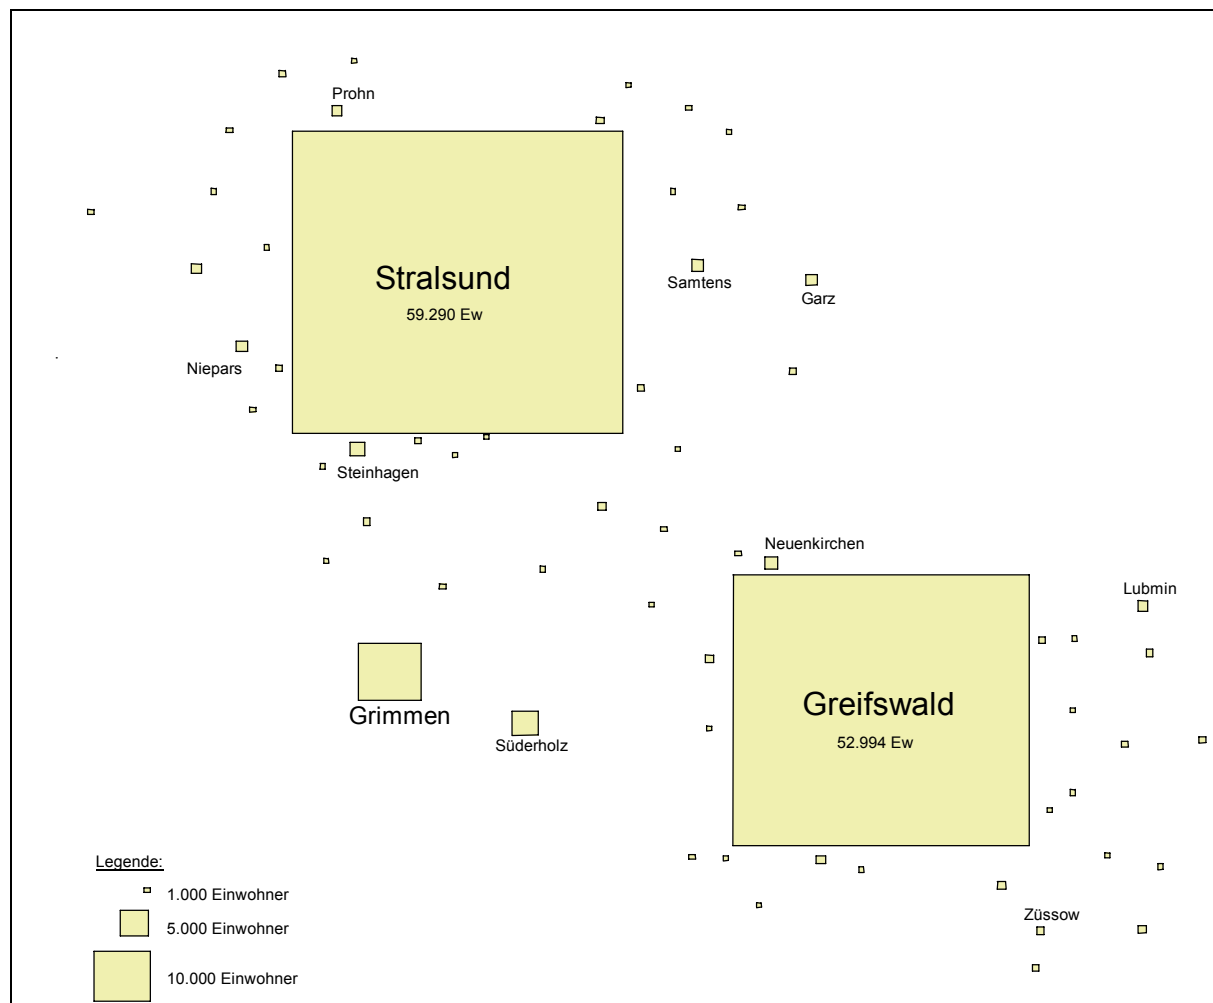 Prohn
Stralsund
59.290 Ew
Samtens
Garz
Niepars
Steinhagen
Neuenkirchen
Lubmin
Grimmen
Süderholz
Greifswald
52.994 Ew
Legende:
1.000 Einwohner
5.000 Einwohner
10.000 Einwohner
Züssow